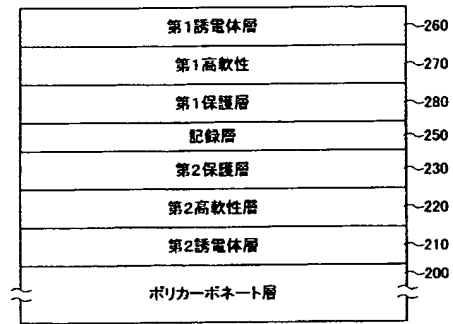 第1誘電体層 260
第1高軟性 270
第1保護層 280
記録層 250
第2保護層 230
第2高軟性層 220
第2誘電体層 210
200
ポリカーボネート層